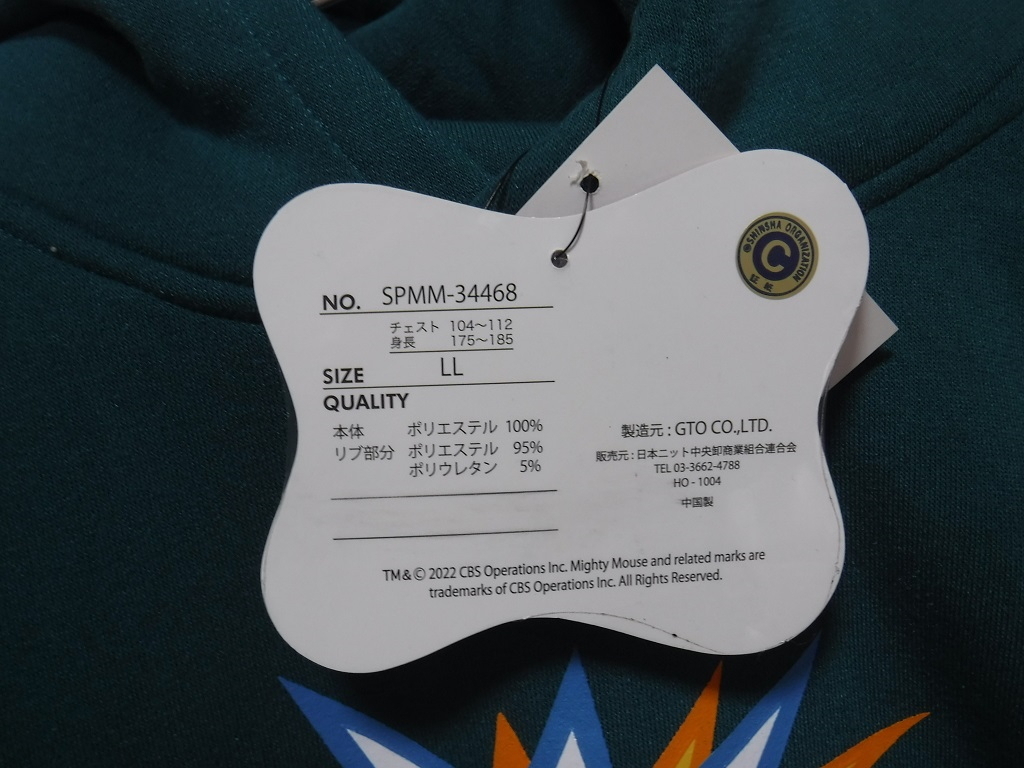 NO. SPMM-34468
チェスト 104〜112
身長 175〜185
SIZE LL
QUALITY
本体 ポリエステル 100%
リブ部分 ポリエステル 95%
ポリウレタン 5%
SHINSHA ORGANIZATION
C
証紙
製造元 : GTO CO.,LTD.
販売元 : 日本ニット中央卸商業組合連合会
TEL 03-3662-4788
HO - 1004
中国製
TM & © 2022 CBS Operations Inc. Mighty Mouse and related marks are
trademarks of CBS Operations Inc. All Rights Reserved.